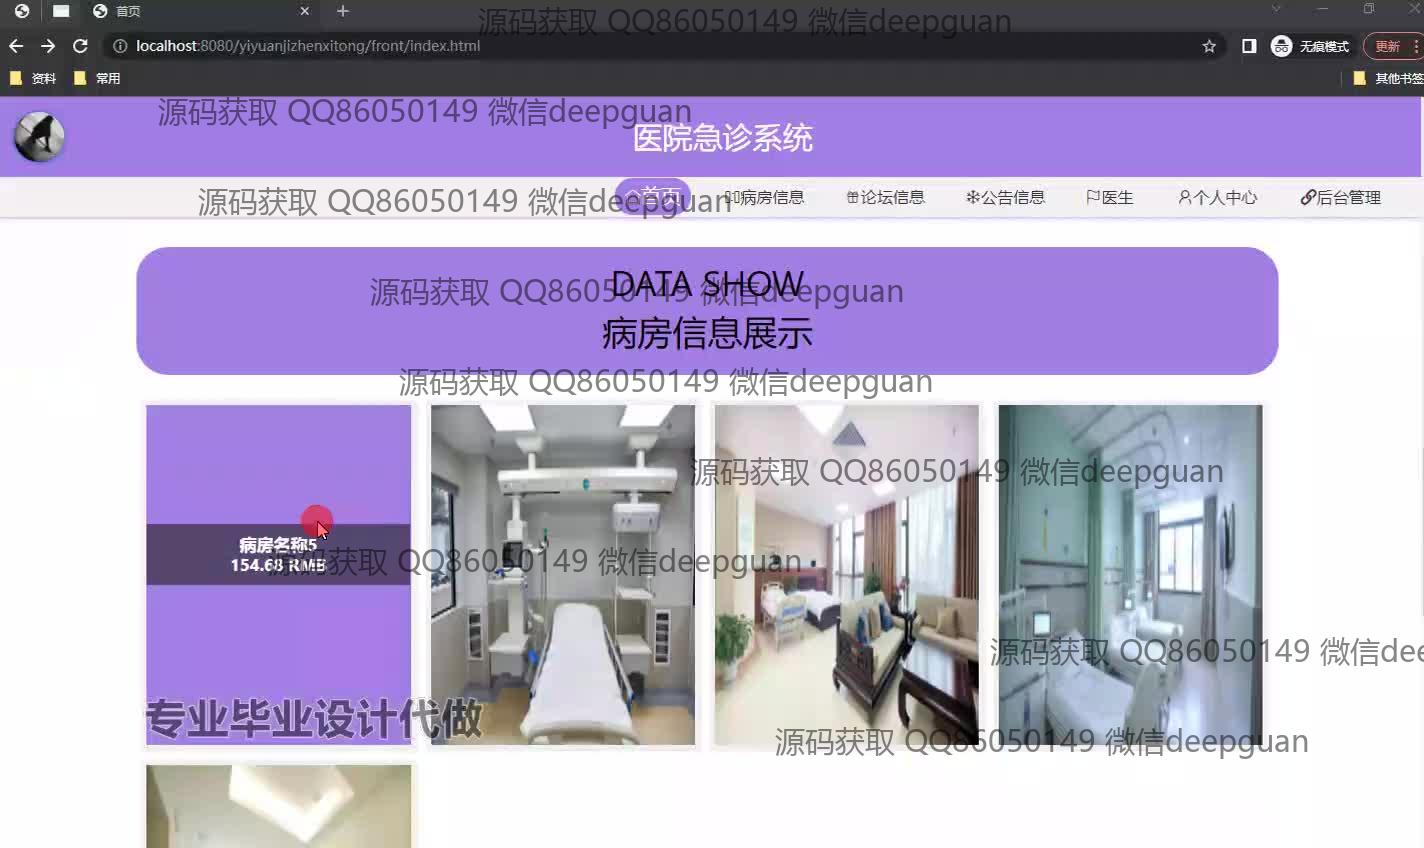 首页
源码获取 QQ86050149 微信deepguan
localhost:8080/yiyuanjizhenxitong/front/index.html
无痕模式
更新
资料
常用
其他书签
源码获取 QQ86050149 微信deepguan
医院急诊系统
源码获取 QQ86050149 微信deepguan
首页
病房信息
论坛信息
公告信息
医生
个人中心
后台管理
DATA SHOW
源码获取 QQ86050149 微信deepguan
病房信息展示
源码获取 QQ86050149 微信deepguan
源码获取 QQ86050149 微信deepguan
病房名称5
154.68 RMB
源码获取 QQ86050149 微信deepguan
源码获取 QQ86050149 微信dee
专业毕业设计代做
源码获取 QQ86050149 微信deepguan